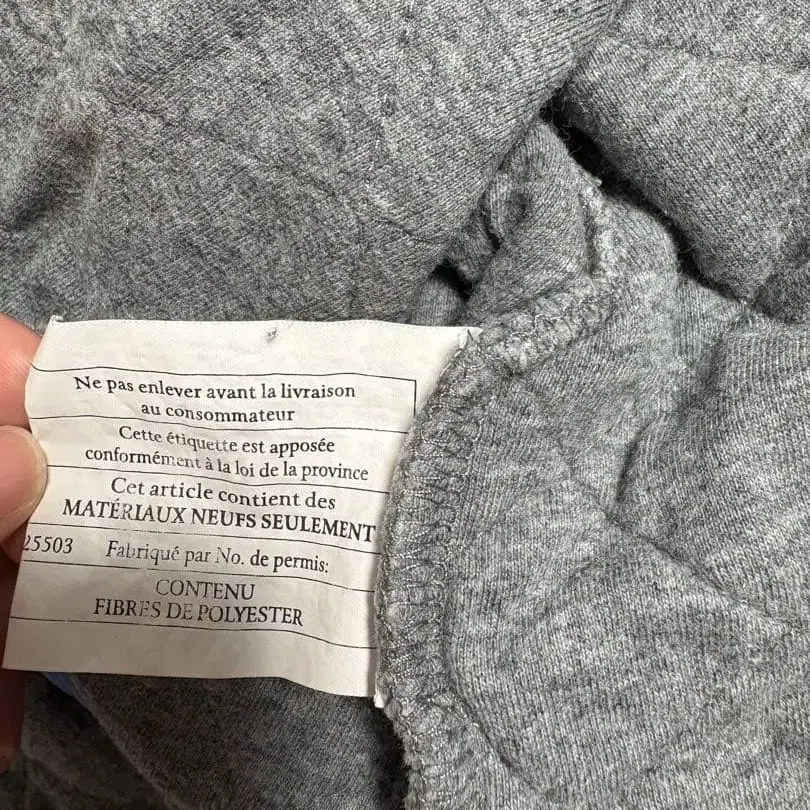 Ne pas enlever avant la livraison
au consommateur
Cette étiquette est apposée
conformément à la loi de la province
Cet article contient des
MATÉRIAUX NEUFS SEULEMENT
25503 Fabriqué par No. de permis:
CONTENU
FIBRES DE POLYESTER